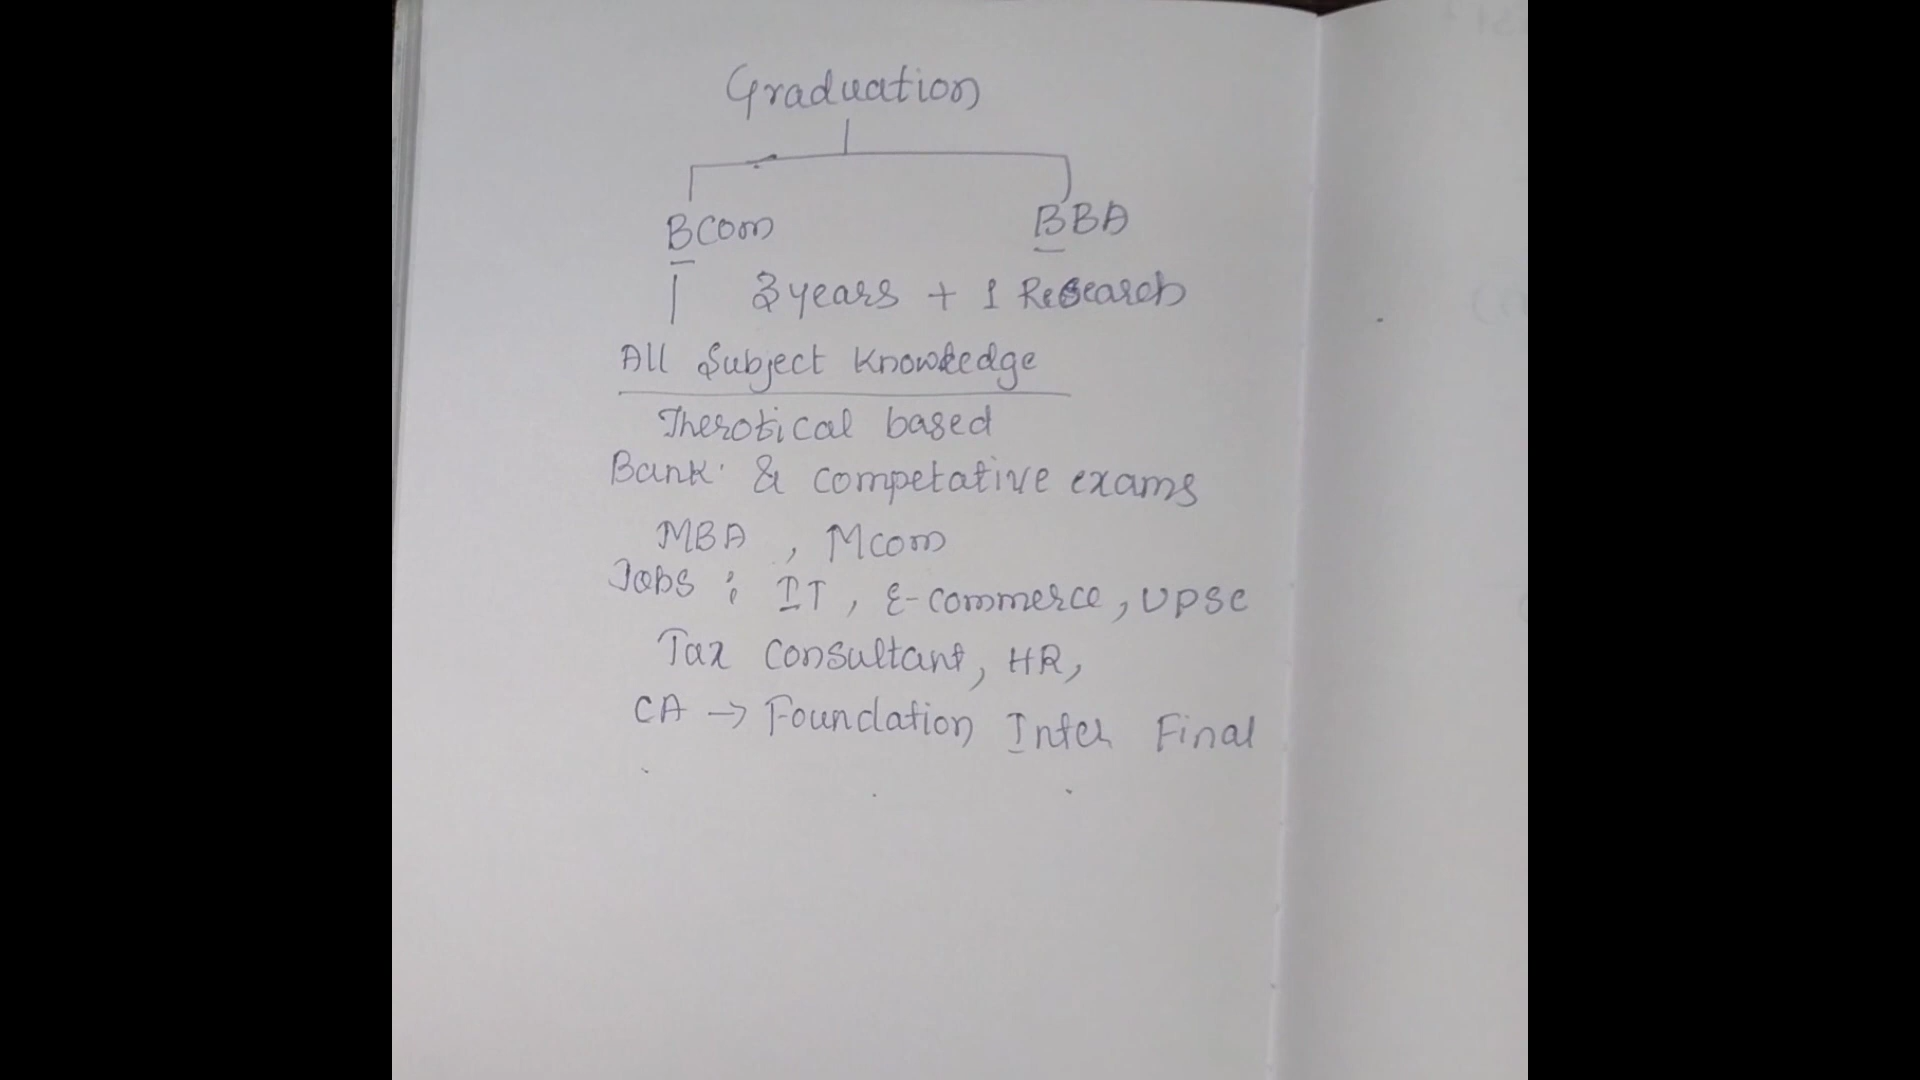 Graduation
Bcom BBA
3 years + 1 Research
All Subject Knowledge
Therotical based
Bank & competative exams
MBA , Mcom
Jobs : IT , E-commerce, UPSC
Tax consultant, HR,
CA → Foundation Inter Final